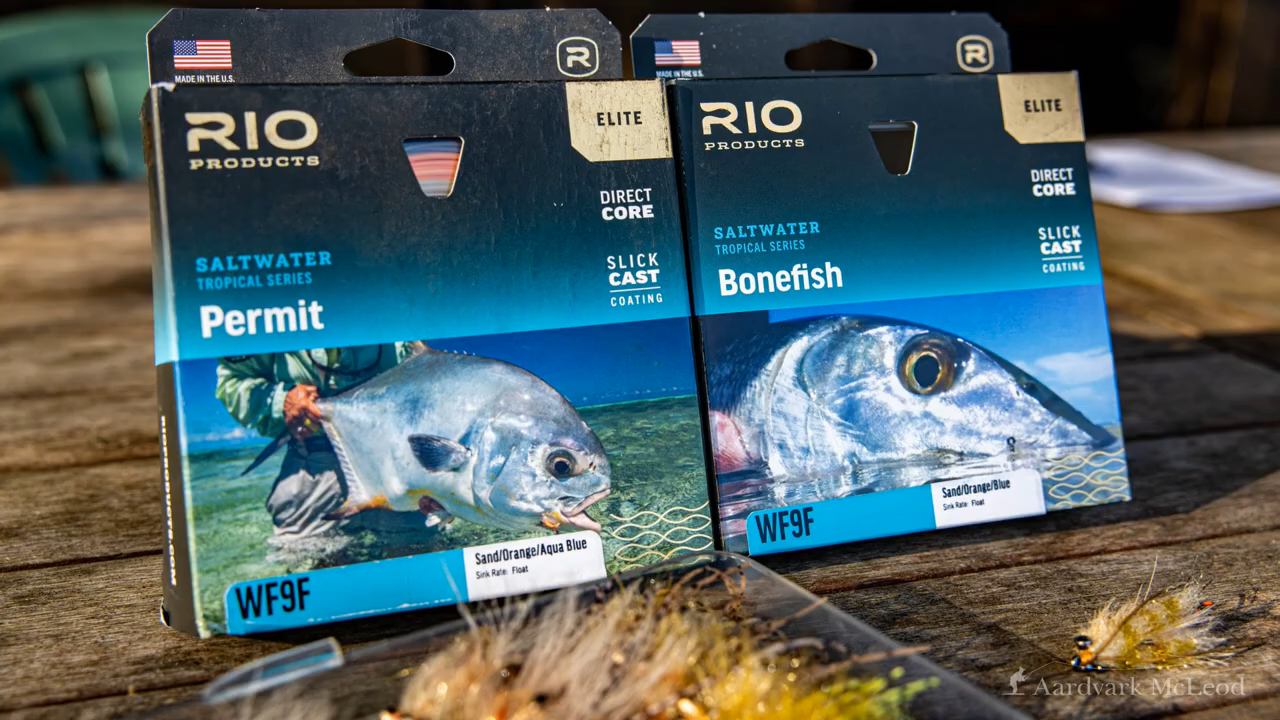 MADE IN THE U.S.
R
RIO
PRODUCTS
ELITE
DIRECT
CORE
SALTWATER
TROPICAL SERIES
Permit
SLICK
CAST
COATING
WF9F
Sand/Orange/Aqua Blue
Sink Rate: Float
RIOPRODUCTS.COM
MADE IN THE U.S.
R
RIO
PRODUCTS
ELITE
DIRECT
CORE
SALTWATER
TROPICAL SERIES
Bonefish
SLICK
CAST
COATING
WF9F
Sand/Orange/Blue
Sink Rate: Float
Aardvark McLeod